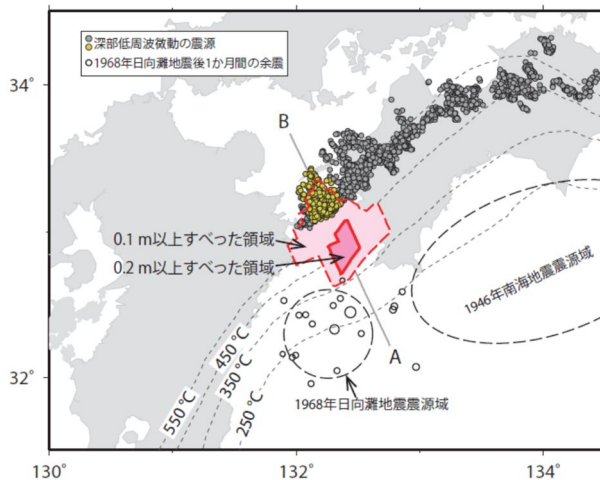 深部低周波微動の震源
1968年日向灘地震後1か月間の余震
34°
B
0.1 m以上すべった領域
0.2 m以上すべった領域
1946年南海地震震源域
A
32°
450 ℃
350 ℃
550 ℃
250 ℃
1968年日向灘地震震源域
130°
132°
134°